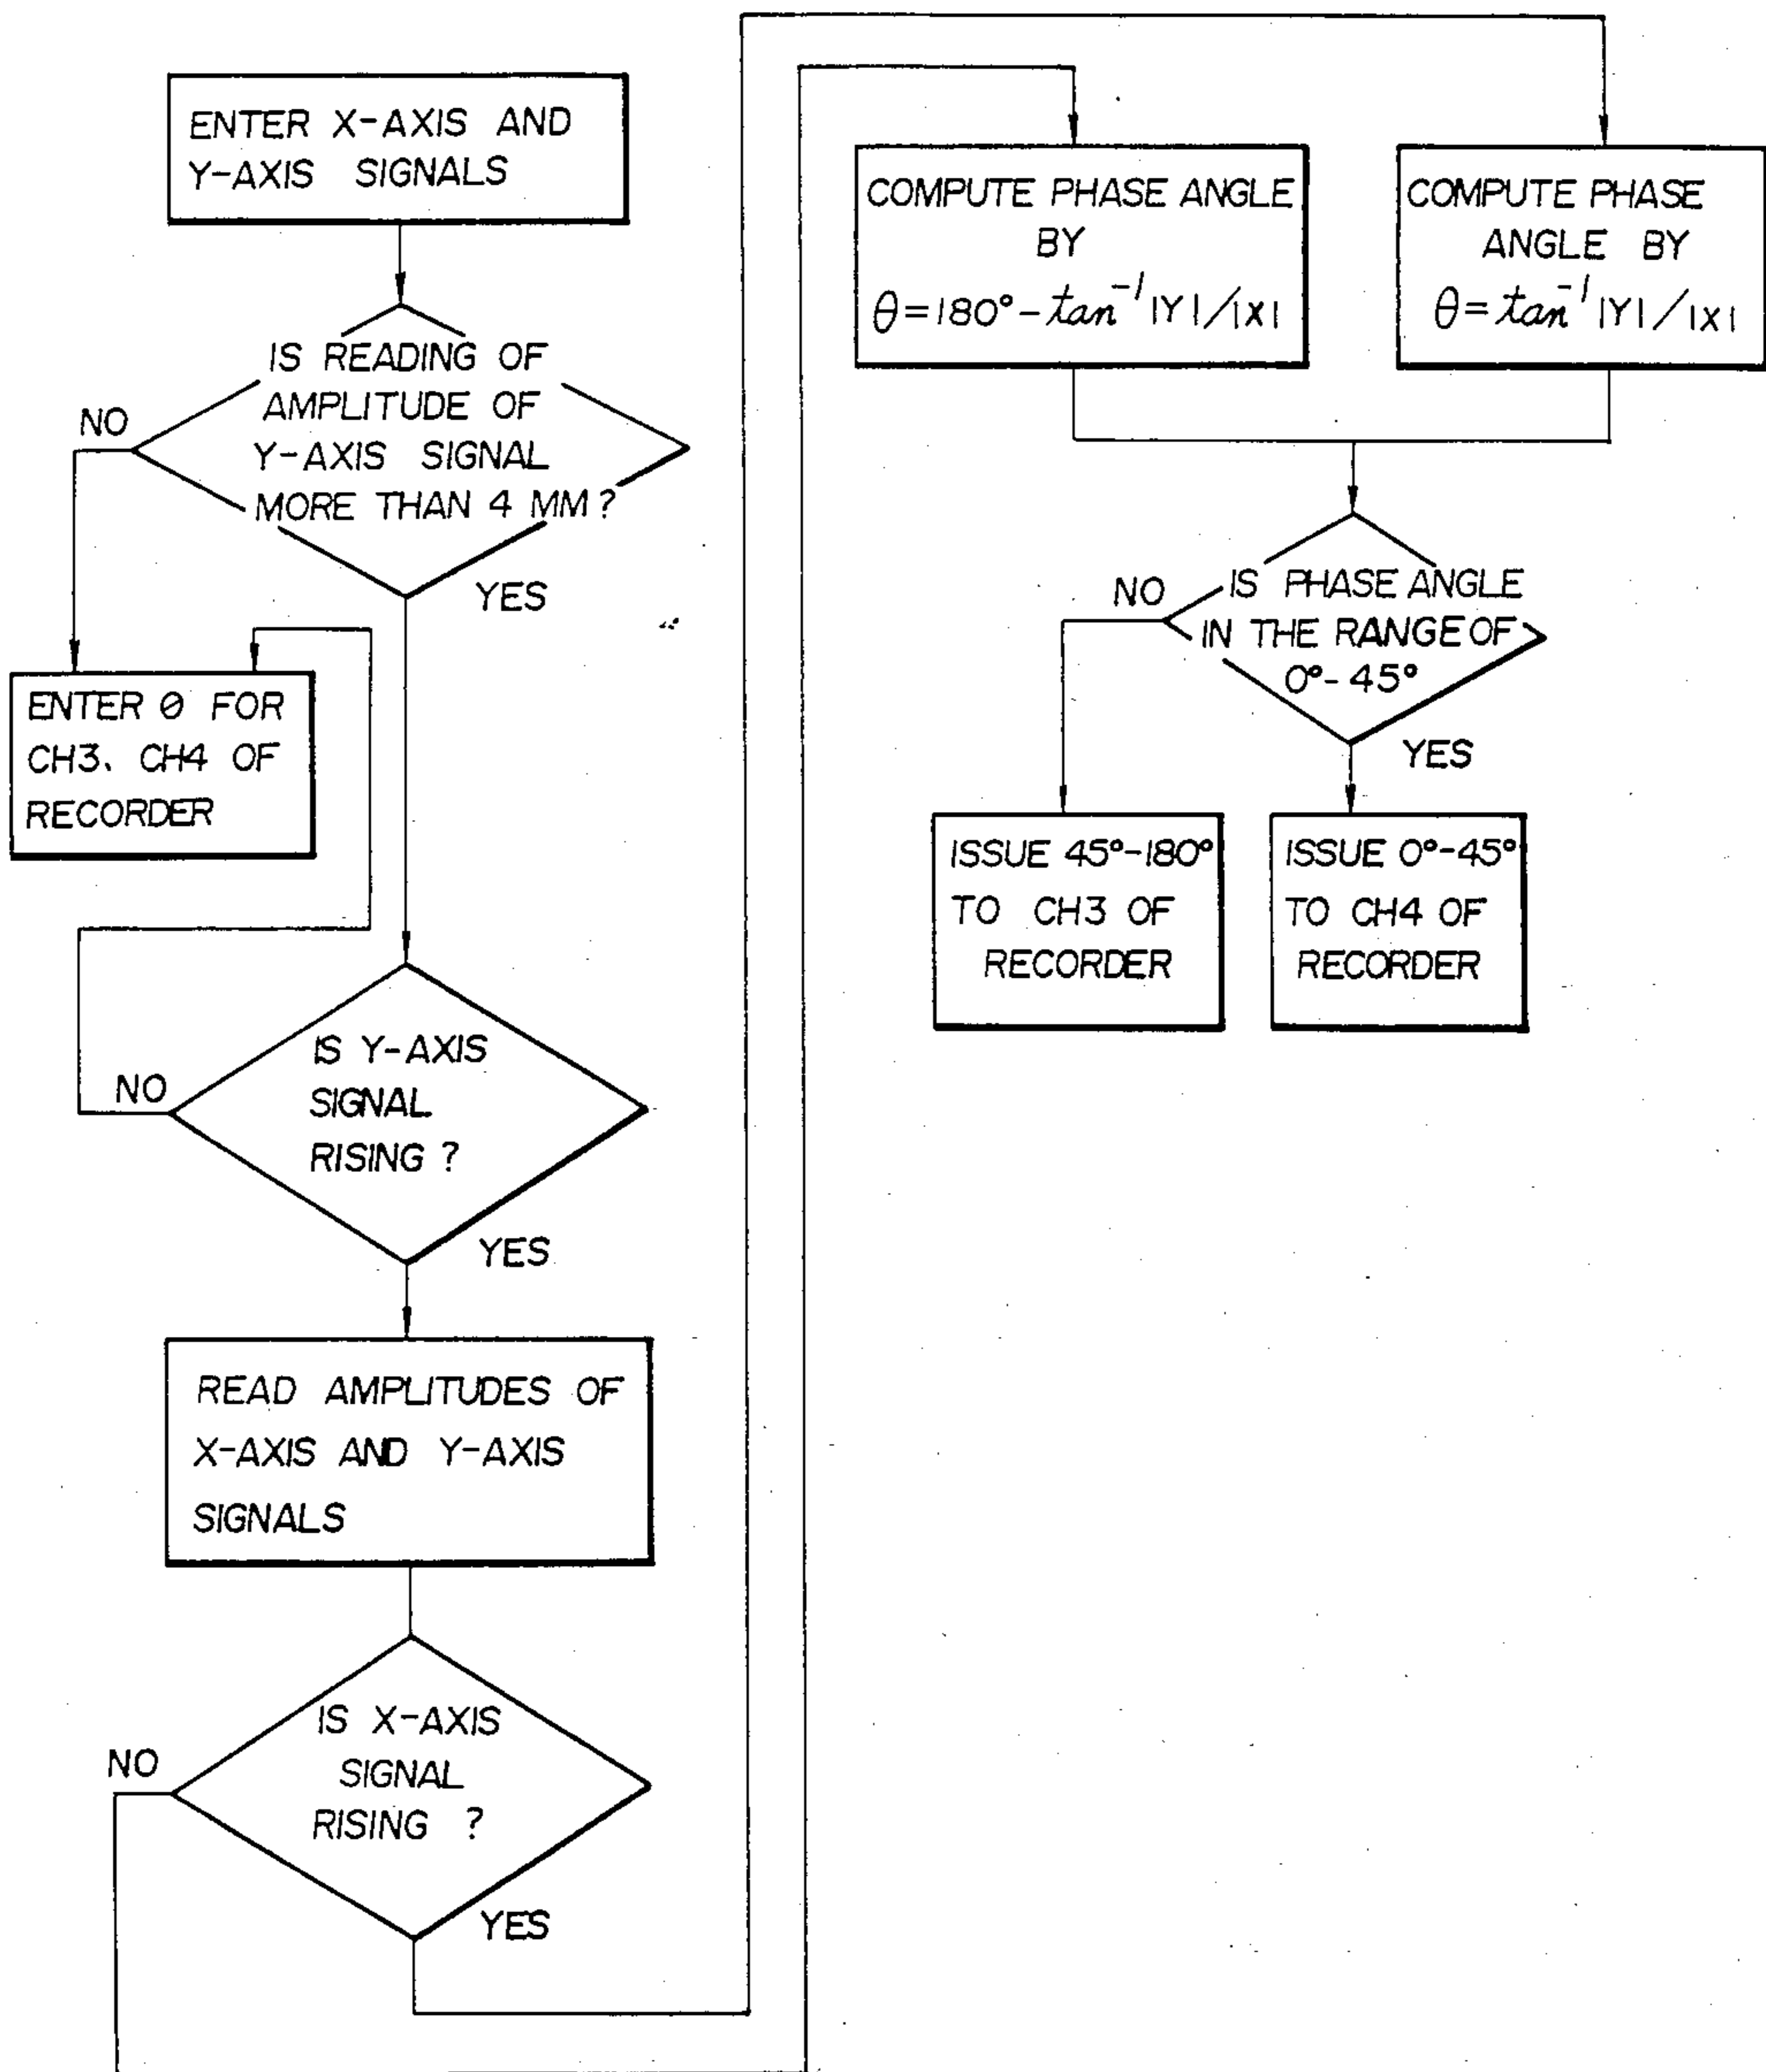 ENTER X-AXIS AND
Y-AXIS SIGNALS
IS READING OF
AMPLITUDE OF
Y-AXIS SIGNAL
MORE THAN 4 MM?
NO
YES
ENTER 0 FOR
CH3. CH4 OF
RECORDER
IS Y-AXIS
SIGNAL
RISING ?
NO
YES
READ AMPLITUDES OF
X-AXIS AND Y-AXIS
SIGNALS
IS X-AXIS
SIGNAL
RISING ?
NO
YES
COMPUTE PHASE ANGLE
BY
θ=180°-tan⁻¹|Y|/|X|
COMPUTE PHASE
ANGLE BY
θ=tan⁻¹|Y|/|X|
IS PHASE ANGLE
IN THE RANGE OF
0°-45°
NO
YES
ISSUE 45°-180°
TO CH3 OF
RECORDER
ISSUE 0°-45°
TO CH4 OF
RECORDER